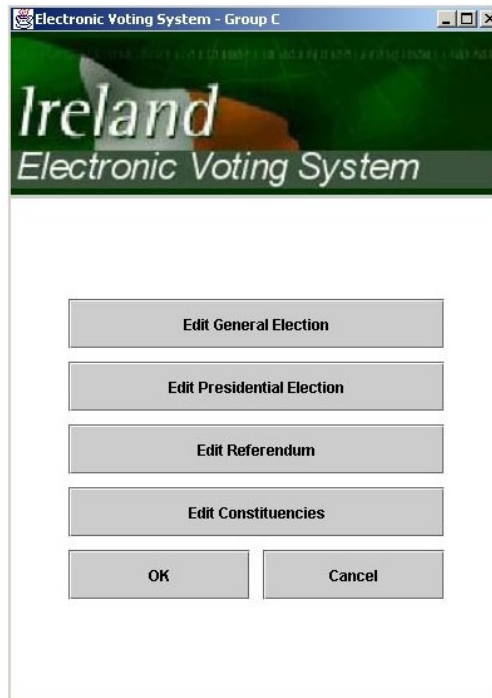 Electronic Voting System - Group C
Ireland
Electronic Voting System
Edit General Election
Edit Presidential Election
Edit Referendum
Edit Constituencies
OK Cancel